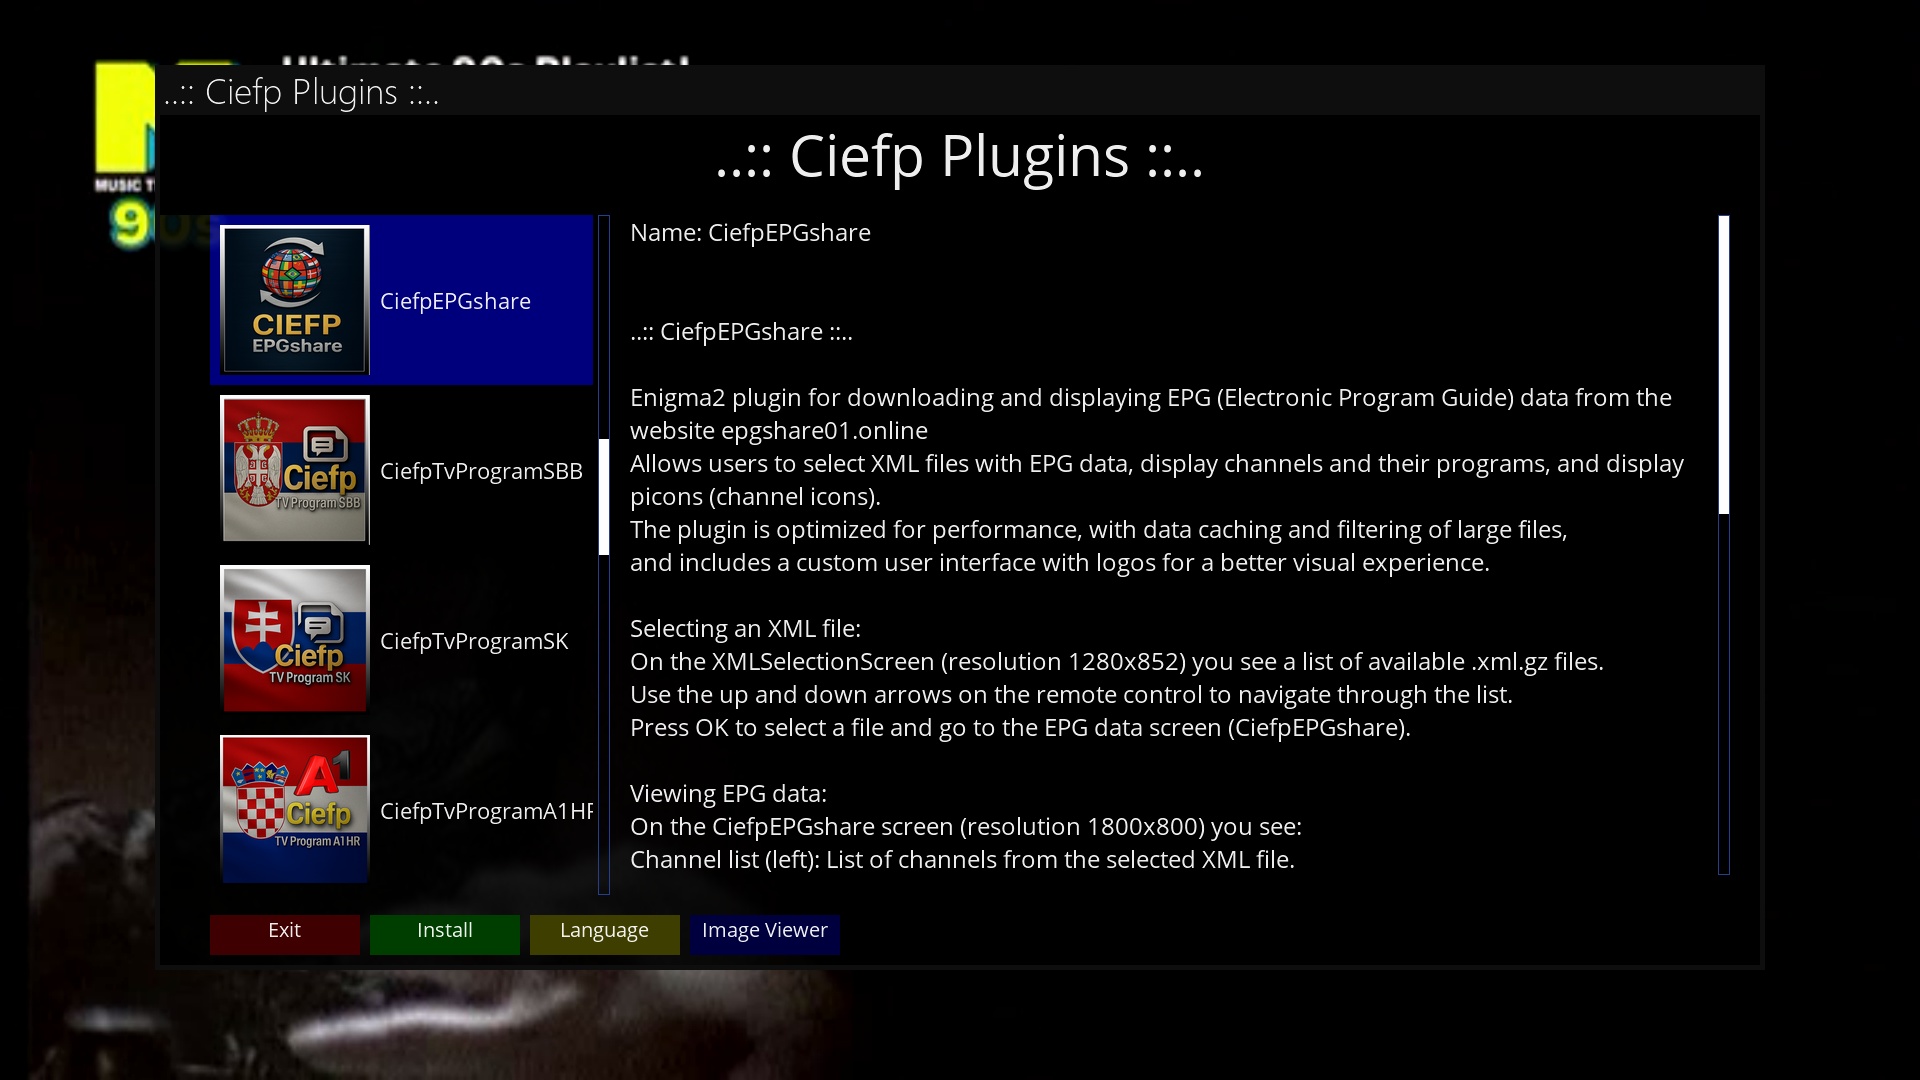 Ultimate 90s Playlist!
..:: Ciefp Plugins ::..
MUSIC T
90s
..:: Ciefp Plugins ::..
CIEFP
EPGshare
CiefpEPGshare
Ciefp
TV Program SBB
CiefpTvProgramSBB
Ciefp
TV Program SK
CiefpTvProgramSK
A1
Ciefp
TV Program A1 HR
CiefpTvProgramA1HR
Name: CiefpEPGshare
..:: CiefpEPGshare ::..
Enigma2 plugin for downloading and displaying EPG (Electronic Program Guide) data from the
website epgshare01.online
Allows users to select XML files with EPG data, display channels and their programs, and display
picons (channel icons).
The plugin is optimized for performance, with data caching and filtering of large files,
and includes a custom user interface with logos for a better visual experience.
Selecting an XML file:
On the XMLSelectionScreen (resolution 1280x852) you see a list of available .xml.gz files.
Use the up and down arrows on the remote control to navigate through the list.
Press OK to select a file and go to the EPG data screen (CiefpEPGshare).
Viewing EPG data:
On the CiefpEPGshare screen (resolution 1800x800) you see:
Channel list (left): List of channels from the selected XML file.
Exit
Install
Language
Image Viewer